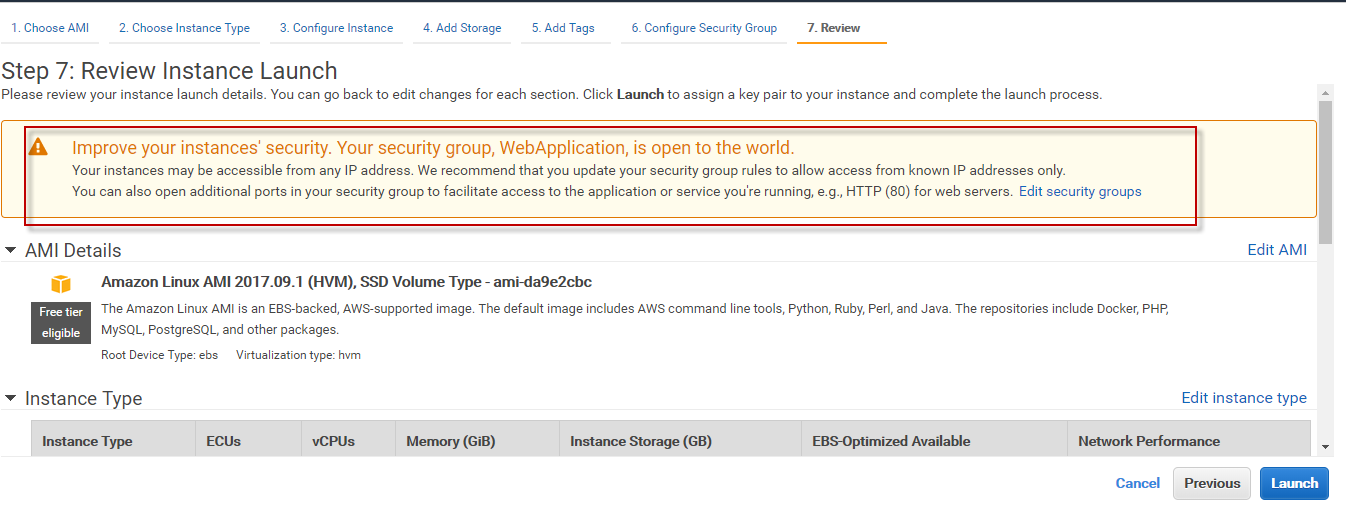 1. Choose AMI 2. Choose Instance Type 3. Configure Instance 4. Add Storage 5. Add Tags 6. Configure Security Group 7. Review
Step 7: Review Instance Launch
Please review your instance launch details. You can go back to edit changes for each section. Click Launch to assign a key pair to your instance and complete the launch process.
Improve your instances' security. Your security group, WebApplication, is open to the world.
Your instances may be accessible from any IP address. We recommend that you update your security group rules to allow access from known IP addresses only.
You can also open additional ports in your security group to facilitate access to the application or service you're running, e.g., HTTP (80) for web servers. Edit security groups
AMI Details Edit AMI
Amazon Linux AMI 2017.09.1 (HVM), SSD Volume Type - ami-da9e2cbc
Free tier eligible
The Amazon Linux AMI is an EBS-backed, AWS-supported image. The default image includes AWS command line tools, Python, Ruby, Perl, and Java. The repositories include Docker, PHP,
MySQL, PostgreSQL, and other packages.
Root Device Type: ebs Virtualization type: hvm
Instance Type Edit instance type
Instance Type ECUs vCPUs Memory (GiB) Instance Storage (GB) EBS-Optimized Available Network Performance
Cancel Previous Launch